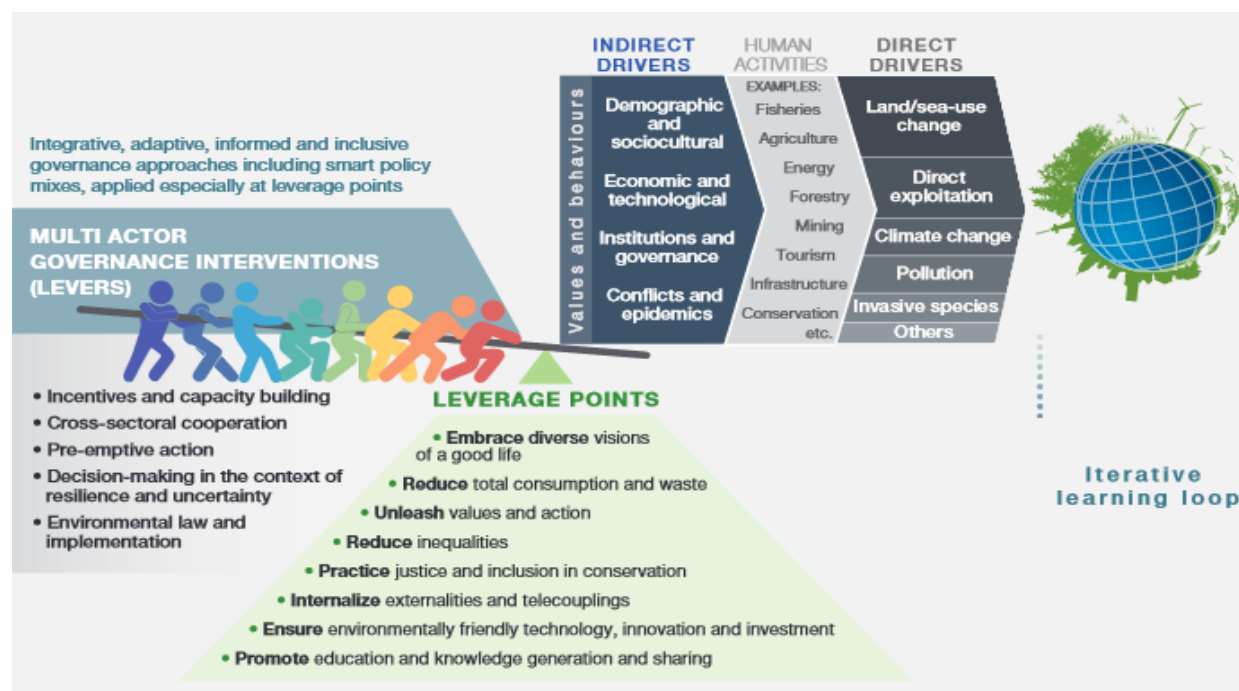 Integrative, adaptive, informed and inclusive
governance approaches including smart policy
mixes, applied especially at leverage points
MULTI ACTOR
GOVERNANCE INTERVENTIONS
(LEVERS)
• Incentives and capacity building
• Cross-sectoral cooperation
• Pre-emptive action
• Decision-making in the context of
resilience and uncertainty
• Environmental law and
implementation
LEVERAGE POINTS
• Embrace diverse visions
of a good life
• Reduce total consumption and waste
• Unleash values and action
• Reduce inequalities
• Practice justice and inclusion in conservation
• Internalize externalities and telecouplings
• Ensure environmentally friendly technology, innovation and investment
• Promote education and knowledge generation and sharing
Values and behaviours
INDIRECT
DRIVERS
Demographic
and
sociocultural
Economic and
technological
Institutions and
governance
Conflicts and
epidemics
HUMAN
ACTIVITIES
EXAMPLES:
Fisheries
Agriculture
Energy
Forestry
Mining
Tourism
Infrastructure
Conservation
etc.
DIRECT
DRIVERS
Land/sea-use
change
Direct
exploitation
Climate change
Pollution
Invasive species
Others
Iterative
learning loop